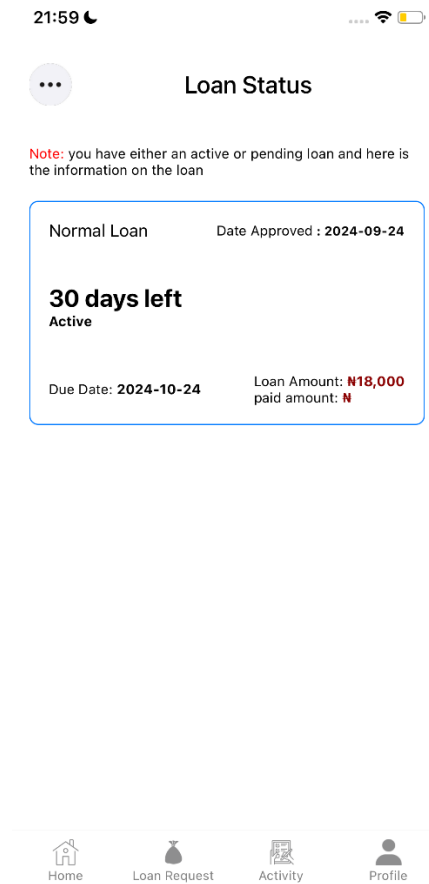 21:59
Loan Status
Note: you have either an active or pending loan and here is
the information on the loan
Normal Loan
Date Approved : 2024-09-24
30 days left
Active
Due Date: 2024-10-24
Loan Amount: ₦18,000
paid amount: ₦
Home
Loan Request
Activity
Profile